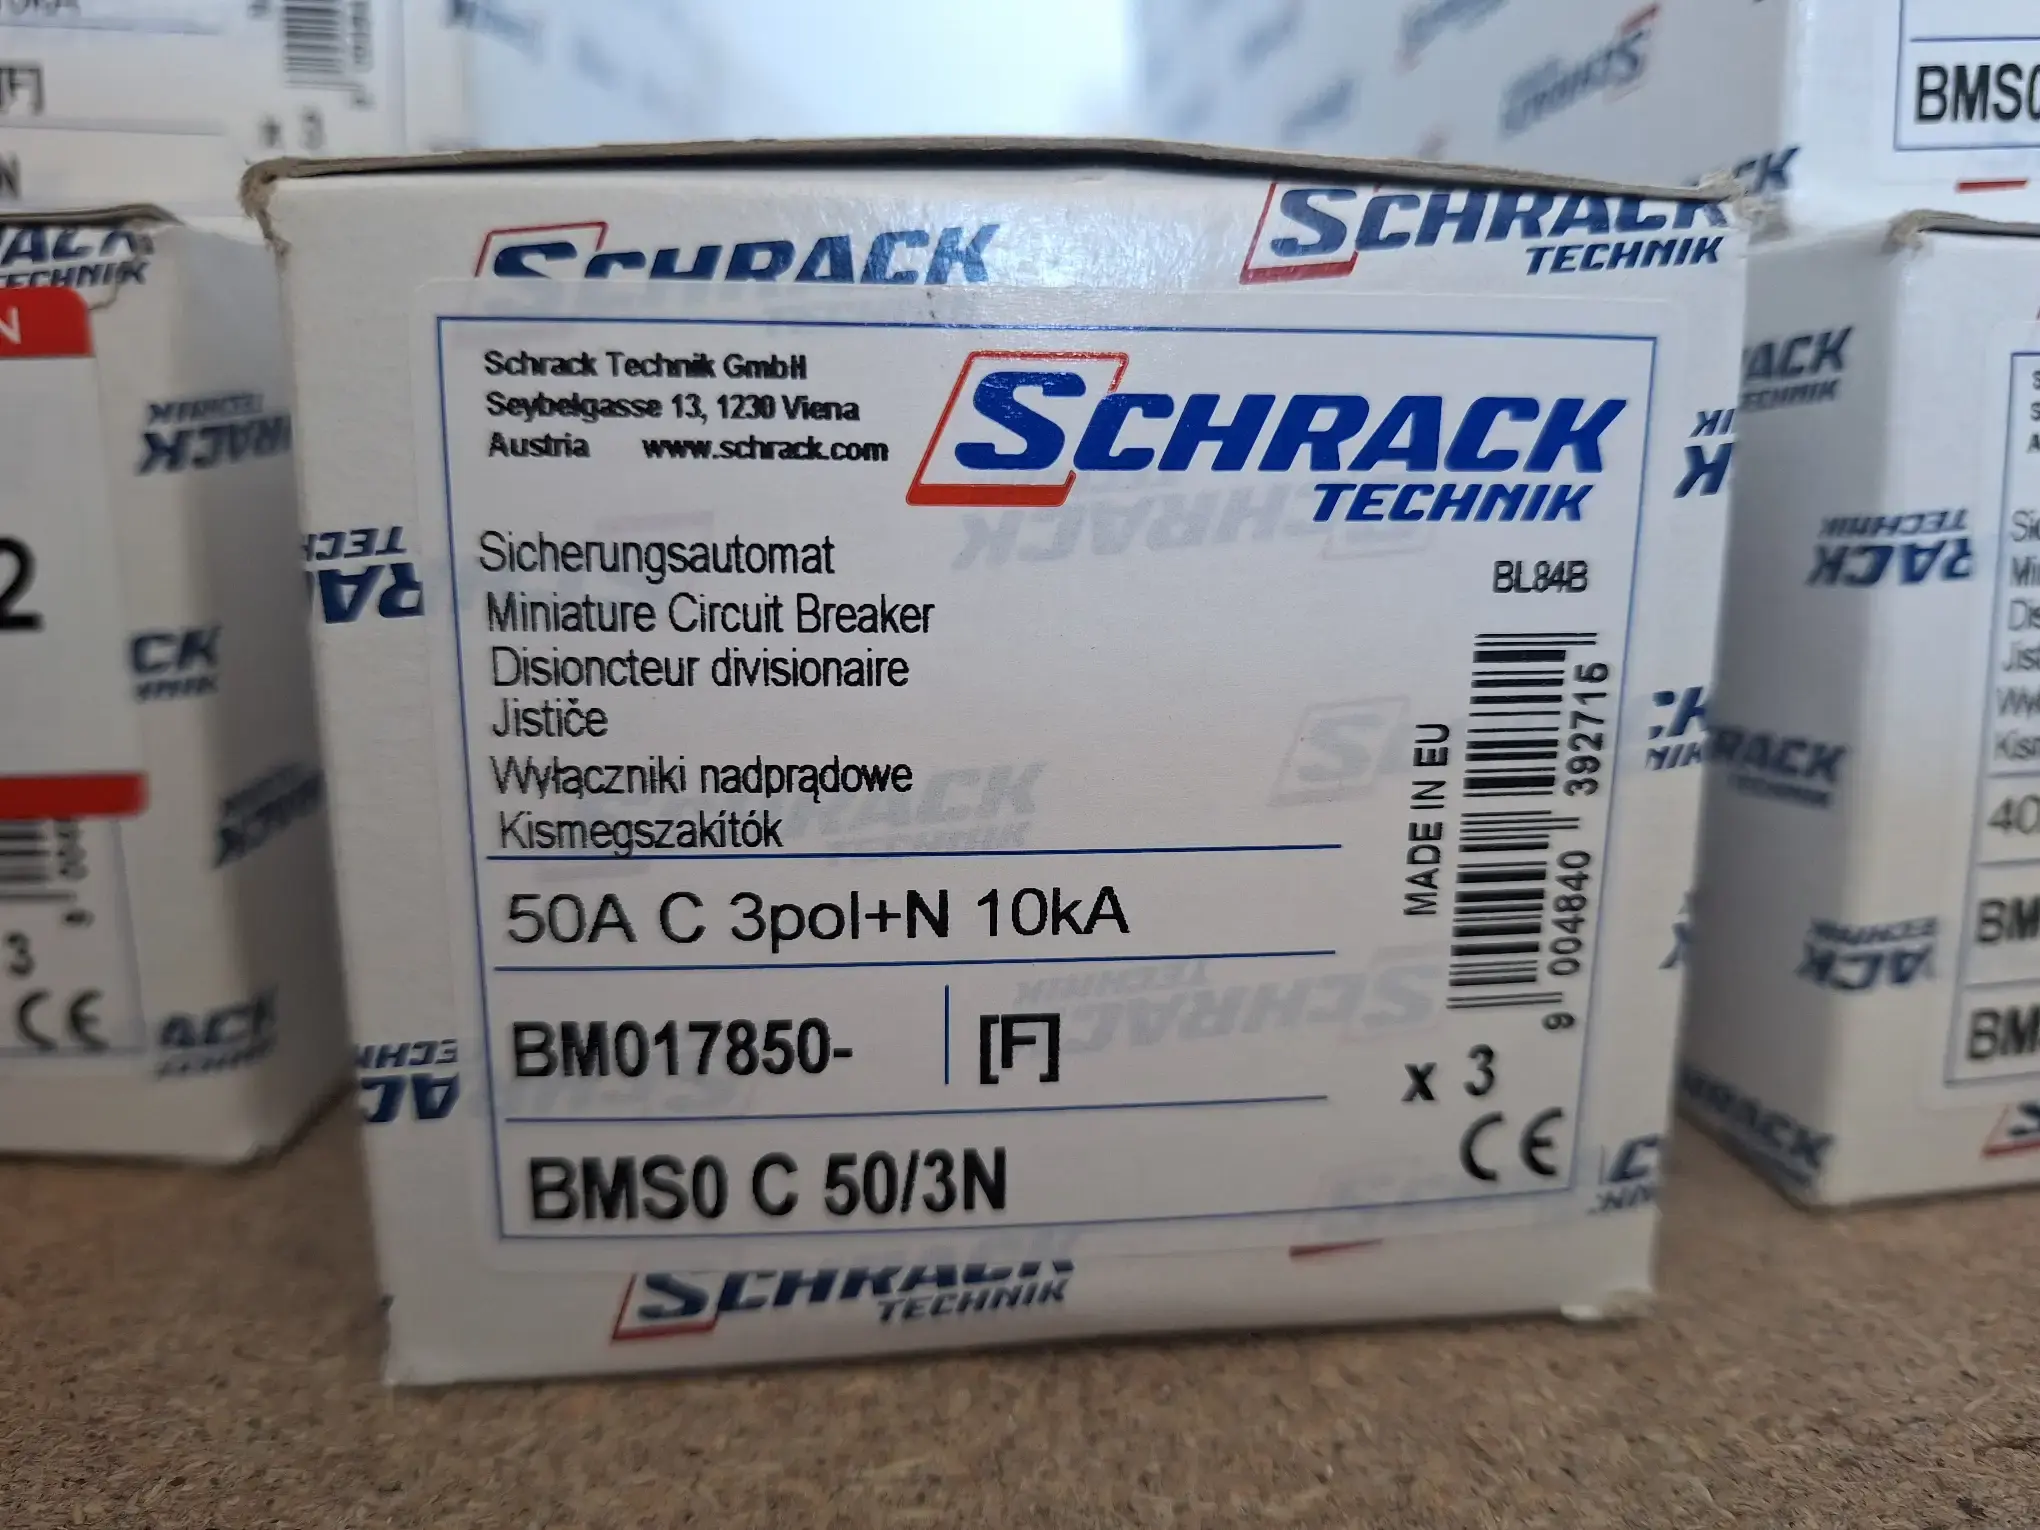 SCHRACK
SCHRACK
TECHNIK
Schrack Technik GmbH
Seybelgasse 13, 1230 Viena
Austria www.schrack.com
SCHRACK
TECHNIK
Sicherungsautomat
Miniature Circuit Breaker
Disioncteur divisionaire
Jističe
Wyłączniki nadprądowe
Kismegszakítók
BL84B
MADE IN EU
9 004840 392715
50A C 3pol+N 10kA
BM017850-
[F]
x 3
CE
BMS0 C 50/3N
SCHRACK
TECHNIK